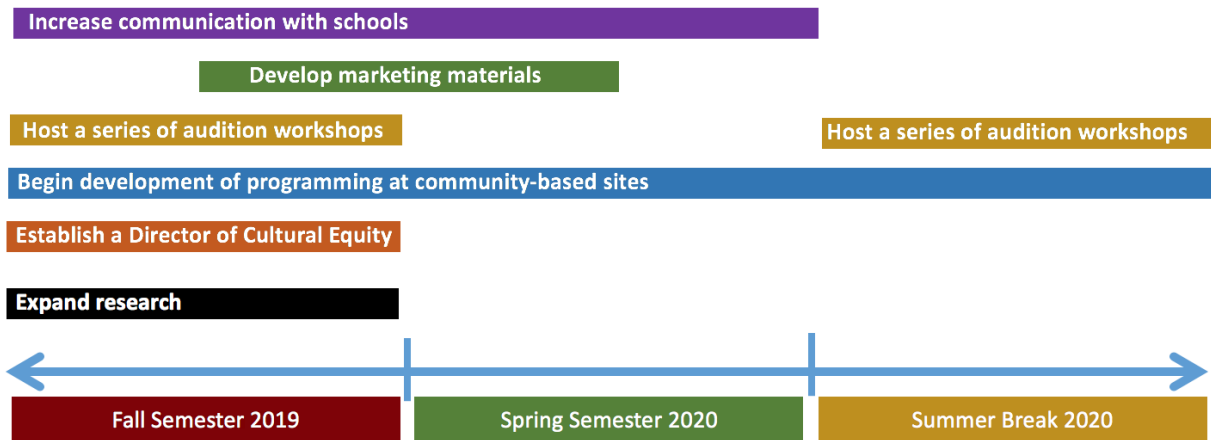 Increase communication with schools
Develop marketing materials
Host a series of audition workshops
Host a series of audition workshops
Begin development of programming at community-based sites
Establish a Director of Cultural Equity
Expand research
Fall Semester 2019
Spring Semester 2020
Summer Break 2020